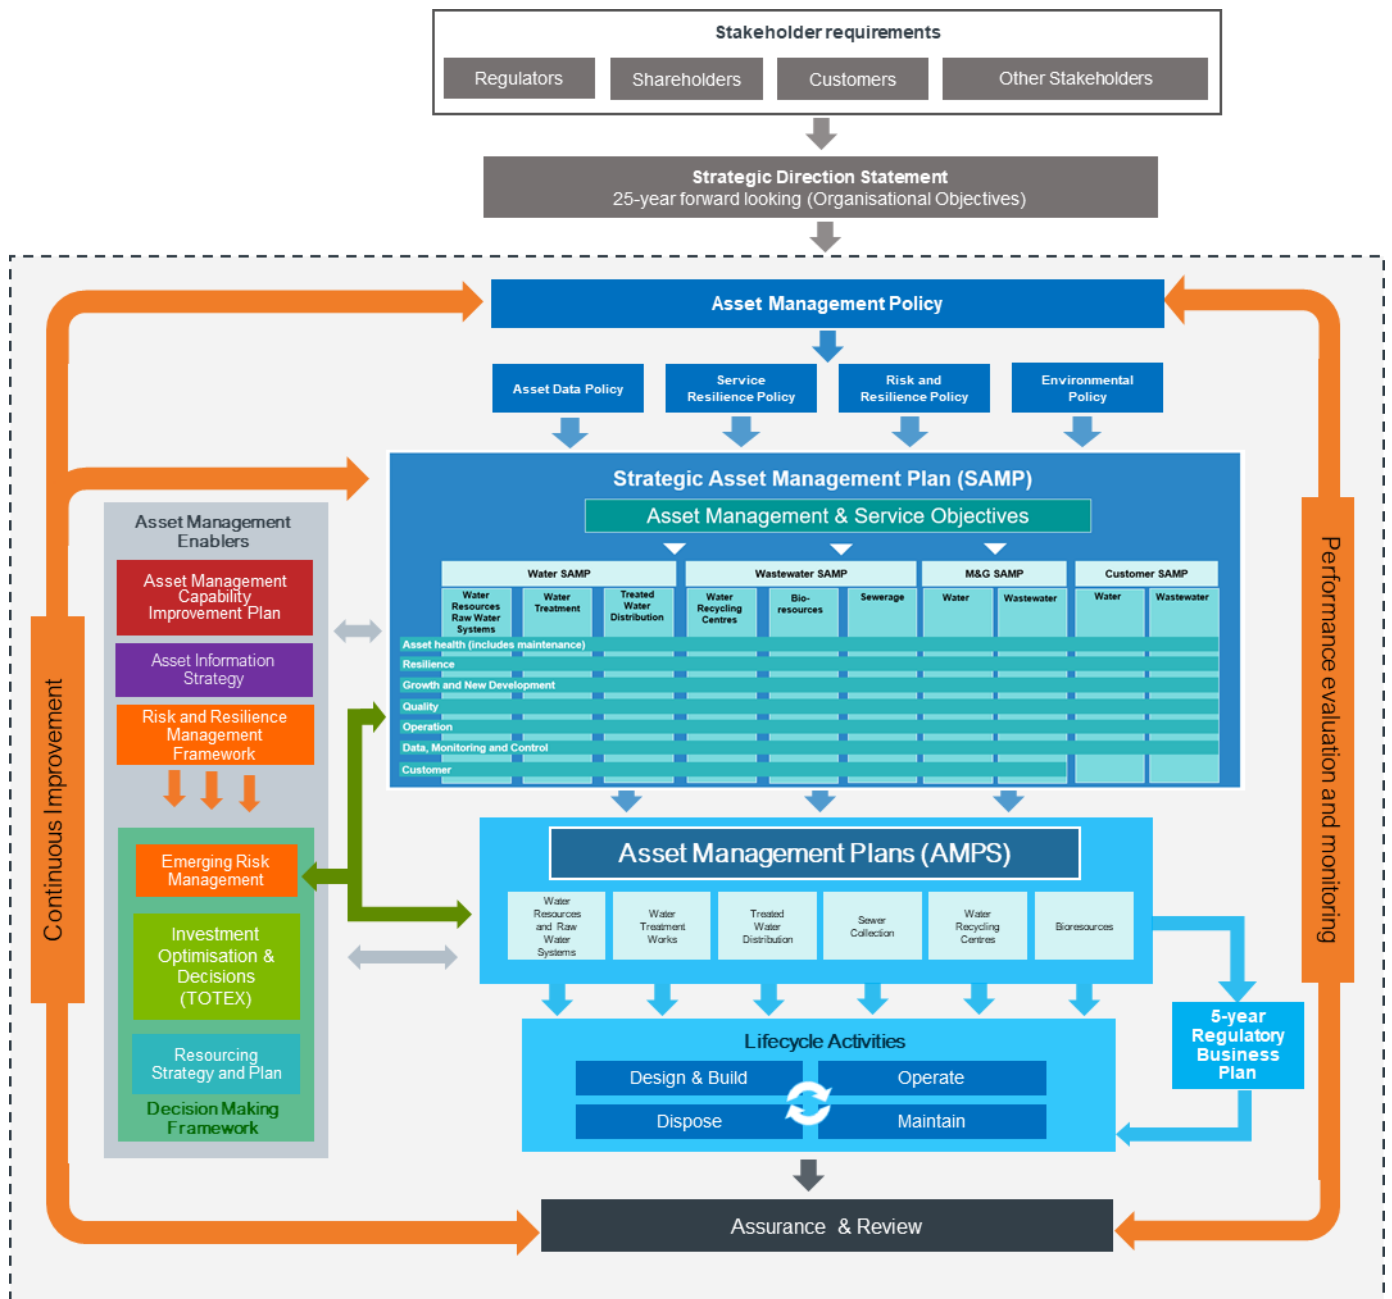 Stakeholder requirements
Regulators
Shareholders
Customers
Other Stakeholders
Strategic Direction Statement
25-year forward looking (Organisational Objectives)
Asset Management Policy
Asset Data Policy
Service
Resilience Policy
Risk and
Resilience Policy
Environmental
Policy
Strategic Asset Management Plan (SAMP)
Asset Management & Service Objectives
Water SAMP
Wastewater SAMP
M&G SAMP
Customer SAMP
Water
Resources
Raw Water
Systems
Water
Treatment
Treated
Water
Distribution
Water
Recycling
Centres
Bio-
resources
Sewerage
Water
Wastewater
Water
Wastewater
Asset health (includes maintenance)
Resilience
Growth and New Development
Quality
Operation
Data, Monitoring and Control
Customer
Asset Management
Enablers
Asset Management
Capability
Improvement Plan
Asset Information
Strategy
Risk and Resilience
Management
Framework
Emerging Risk
Management
Investment
Optimisation &
Decisions
(TOTEX)
Resourcing
Strategy and Plan
Decision Making
Framework
Continuous Improvement
Performance evaluation and monitoring
Asset Management Plans (AMPS)
Water
Resources
and Raw
Water
Systems
Water
Treatment
Works
Treated
Water
Distribution
Sewer
Collection
Water
Recycling
Centres
Bioresources
Lifecycle Activities
Design & Build
Operate
Dispose
Maintain
5-year
Regulatory
Business
Plan
Assurance & Review